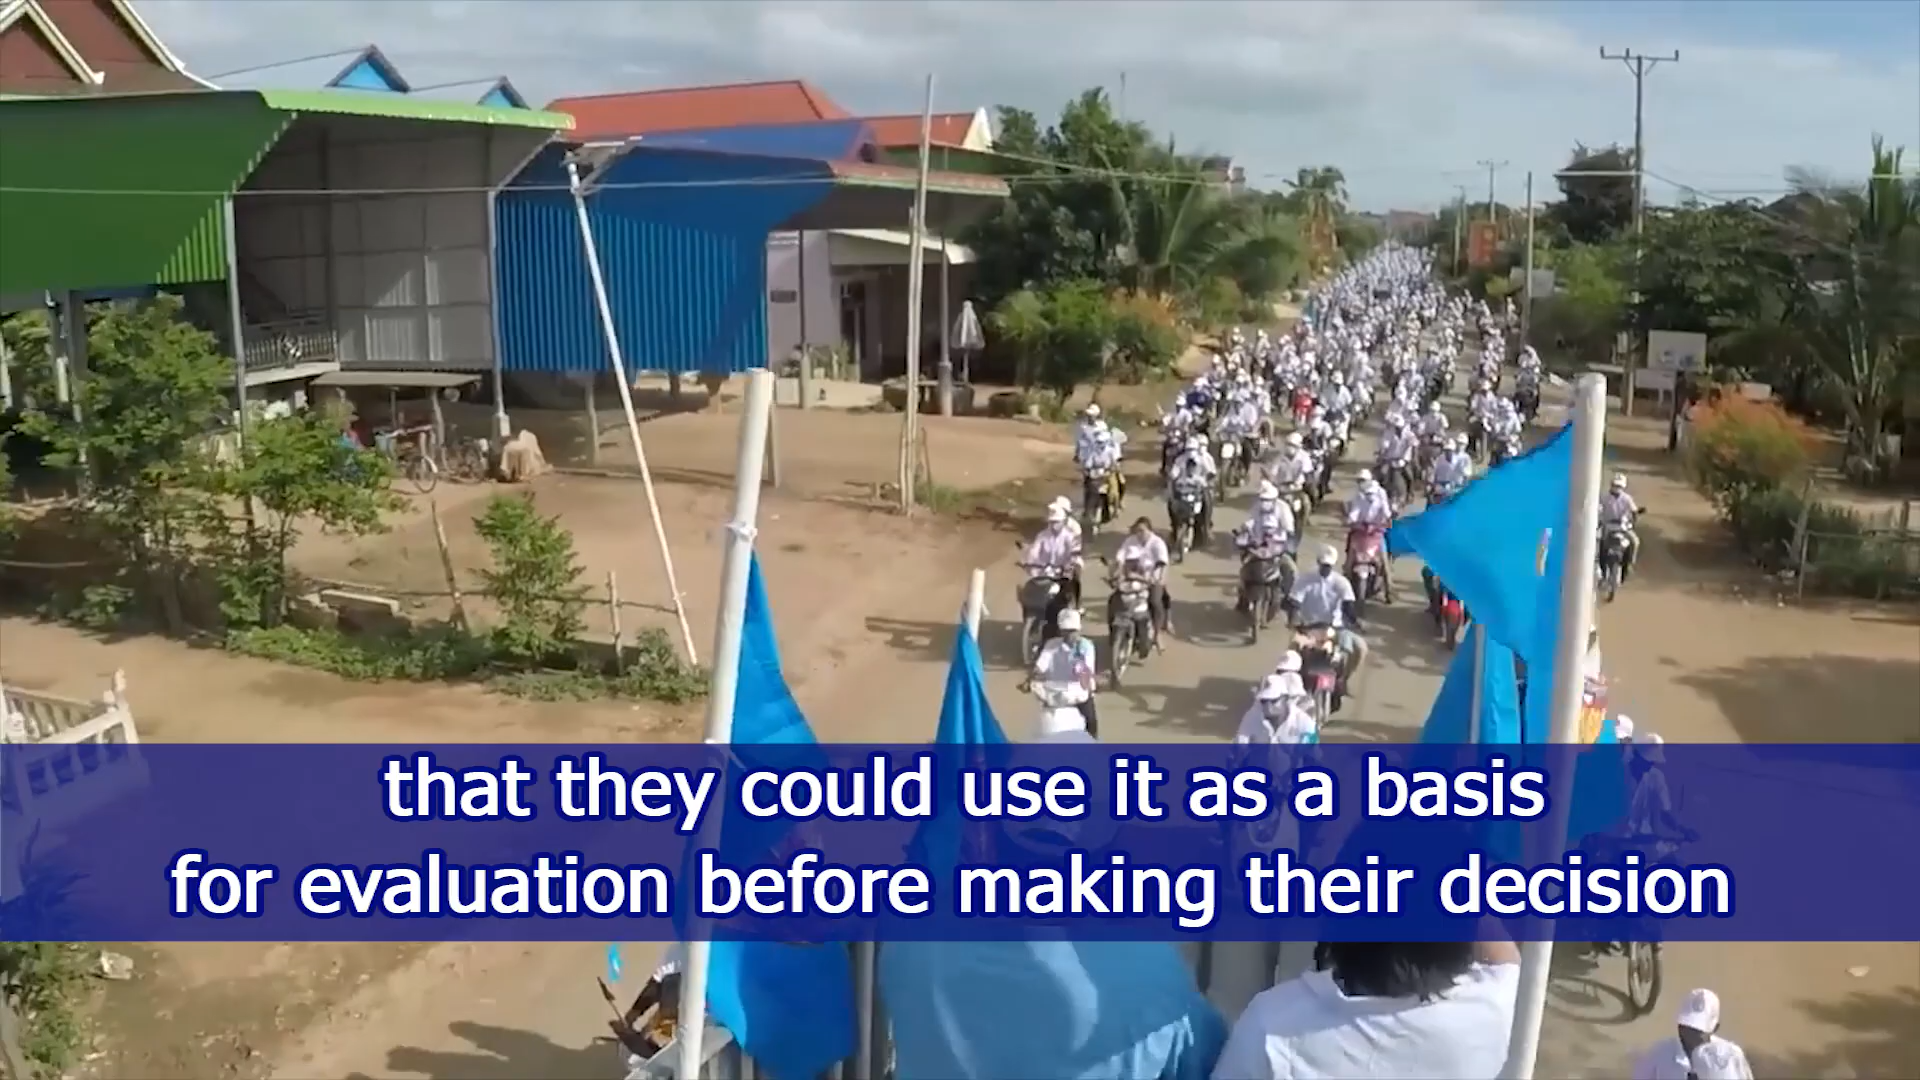 that they could use it as a basis
for evaluation before making their decision